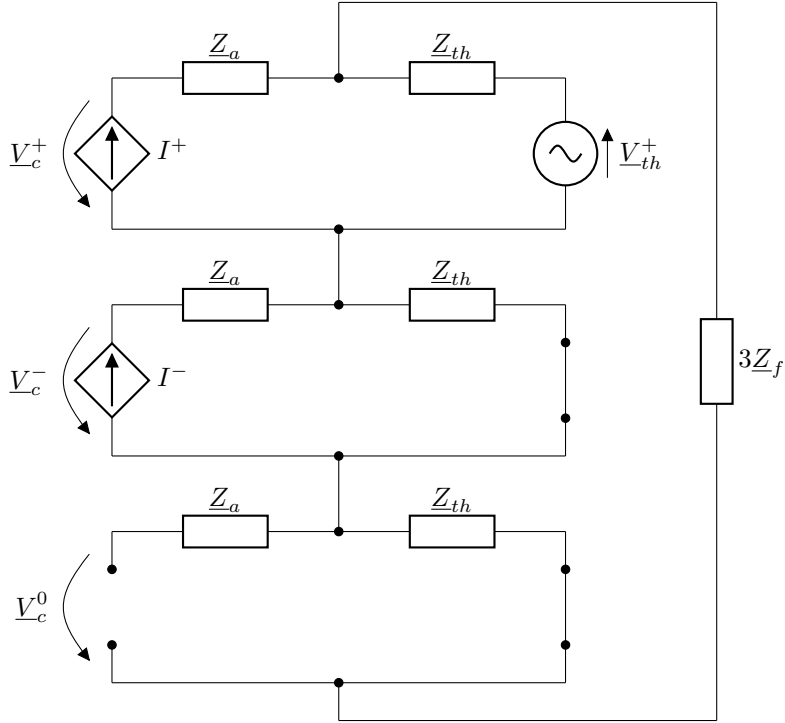 Z_a Z_th
V_c^+ I^+ V_th^+
Z_a Z_th
V_c^- I^- 3Z_f
Z_a Z_th
V_c^0